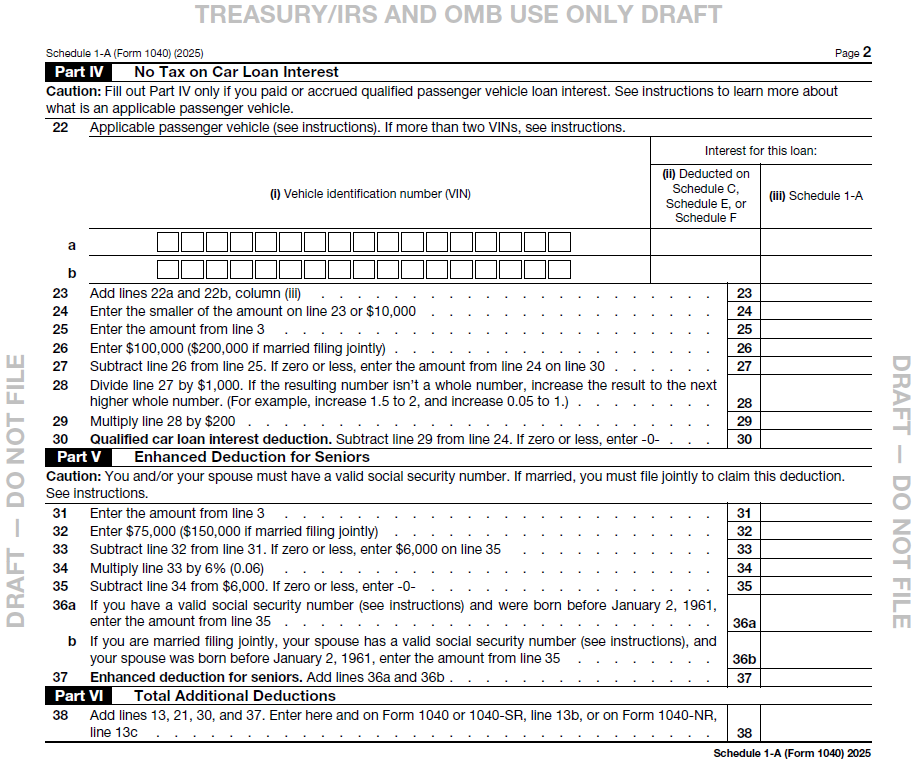 TREASURY/IRS AND OMB USE ONLY DRAFT
Schedule 1-A (Form 1040) (2025) Page 2
Part IV No Tax on Car Loan Interest
Caution: Fill out Part IV only if you paid or accrued qualified passenger vehicle loan interest. See instructions to learn more about
what is an applicable passenger vehicle.
22 Applicable passenger vehicle (see instructions). If more than two VINs, see instructions.
(i) Vehicle identification number (VIN)
Interest for this loan:
(ii) Deducted on
Schedule C,
Schedule E, or
Schedule F
(iii) Schedule 1-A
a
b
23 Add lines 22a and 22b, column (iii) . . . . . . . . . . . . . . . . . . . . . . 23
24 Enter the smaller of the amount on line 23 or $10,000 . . . . . . . . . . . . . . . . 24
25 Enter the amount from line 3 . . . . . . . . . . . . . . . . . . . . . . . . 25
26 Enter $100,000 ($200,000 if married filing jointly) . . . . . . . . . . . . . . . . . . 26
27 Subtract line 26 from line 25. If zero or less, enter the amount from line 24 on line 30 . . . . . . 27
28 Divide line 27 by $1,000. If the resulting number isn't a whole number, increase the result to the next
higher whole number. (For example, increase 1.5 to 2, and increase 0.05 to 1.) . . . . . . . . 28
29 Multiply line 28 by $200 . . . . . . . . . . . . . . . . . . . . . . . . . . 29
30 Qualified car loan interest deduction. Subtract line 29 from line 24. If zero or less, enter -0- . . . 30
Part V Enhanced Deduction for Seniors
Caution: You and/or your spouse must have a valid social security number. If married, you must file jointly to claim this deduction.
See instructions.
31 Enter the amount from line 3 . . . . . . . . . . . . . . . . . . . . . . . . 31
32 Enter $75,000 ($150,000 if married filing jointly) . . . . . . . . . . . . . . . . . . 32
33 Subtract line 32 from line 31. If zero or less, enter $6,000 on line 35 . . . . . . . . . . . 33
34 Multiply line 33 by 6% (0.06) . . . . . . . . . . . . . . . . . . . . . . . . 34
35 Subtract line 34 from $6,000. If zero or less, enter -0- . . . . . . . . . . . . . . . . 35
36a If you have a valid social security number (see instructions) and were born before January 2, 1961,
enter the amount from line 35 . . . . . . . . . . . . . . . . . . . . . . . . 36a
b If you are married filing jointly, your spouse has a valid social security number (see instructions), and
your spouse was born before January 2, 1961, enter the amount from line 35 . . . . . . . . 36b
37 Enhanced deduction for seniors. Add lines 36a and 36b . . . . . . . . . . . . . . . 37
Part VI Total Additional Deductions
38 Add lines 13, 21, 30, and 37. Enter here and on Form 1040 or 1040-SR, line 13b, or on Form 1040-NR,
line 13c . . . . . . . . . . . . . . . . . . . . . . . . . . . . . . . 38
Schedule 1-A (Form 1040) 2025
DRAFT — DO NOT FILE
DRAFT — DO NOT FILE